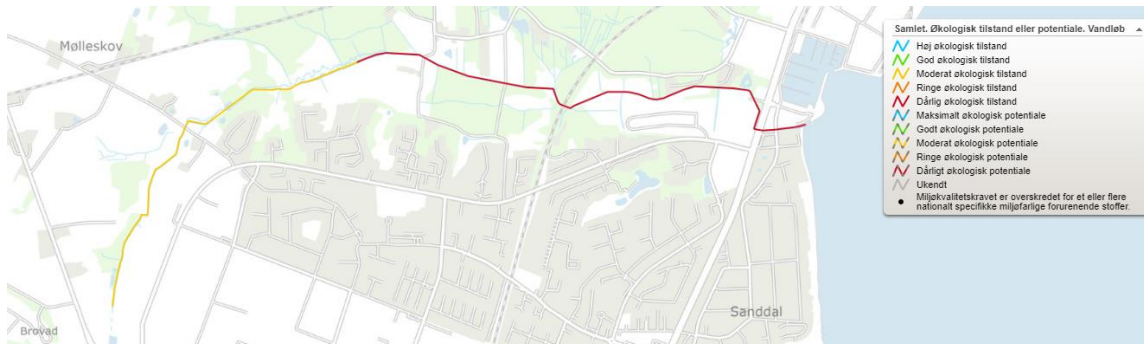 Mølleskov
Brovad
Sanddal
Samlet. Økologisk tilstand eller potentiale. Vandløb
Høj økologisk tilstand
God økologisk tilstand
Moderat økologisk tilstand
Ringe økologisk tilstand
Dårlig økologisk tilstand
Maksimalt økologisk potentiale
Godt økologisk potentiale
Moderat økologisk potentiale
Ringe økologisk potentiale
Dårligt økologisk potentiale
Ukendt
Miljøkvalitetskravet er overskredet for et eller flere
nationalt specifikke miljøfarlige forurenende stoffer.